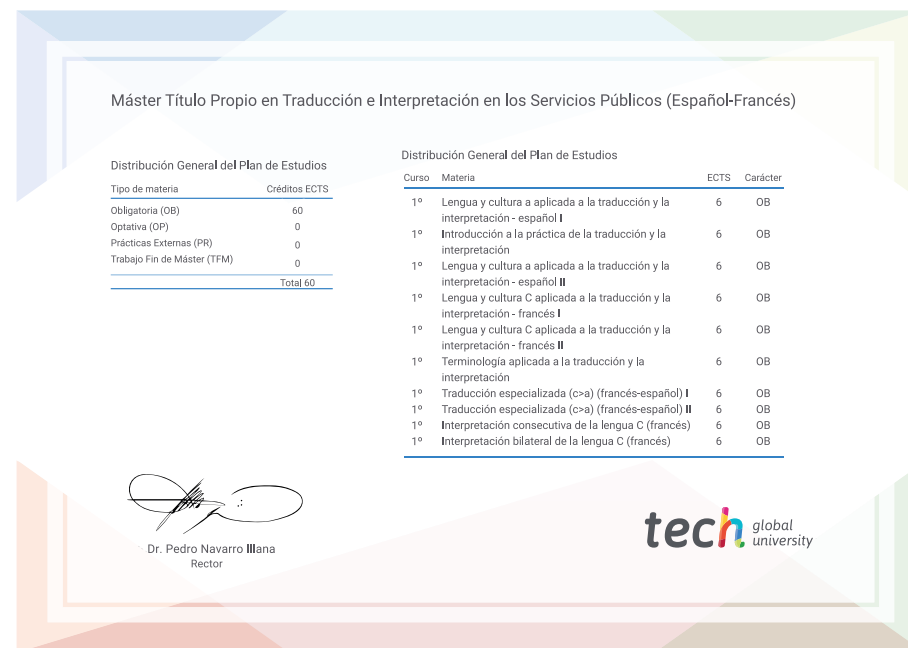 Máster Título Propio en Traducción e Interpretación en los Servicios Públicos (Español-Francés)
Distribución General del Plan de Estudios
Tipo de materia Créditos ECTS
Obligatoria (OB) 60
Optativa (OP) 0
Prácticas Externas (PR) 0
Trabajo Fin de Máster (TFM) 0
Total 60
Distribución General del Plan de Estudios
Curso Materia ECTS Carácter
1º Lengua y cultura a aplicada a la traducción y la 6 OB
interpretación - español I
1º Introducción a la práctica de la traducción y la 6 OB
interpretación
1º Lengua y cultura a aplicada a la traducción y la 6 OB
interpretación - español II
1º Lengua y cultura C aplicada a la traducción y la 6 OB
interpretación - francés I
1º Lengua y cultura C aplicada a la traducción y la 6 OB
interpretación - francés II
1º Terminología aplicada a la traducción y la 6 OB
interpretación
1º Traducción especializada (c>a) (francés-español) I 6 OB
1º Traducción especializada (c>a) (francés-español) II 6 OB
1º Interpretación consecutiva de la lengua C (francés) 6 OB
1º Interpretación bilateral de la lengua C (francés) 6 OB
Dr. Pedro Navarro Illana
Rector
tech global
university